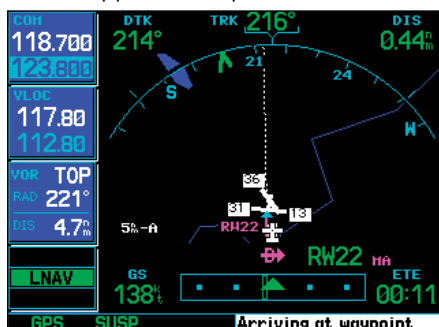 COM
118.700
123.800
VLOC
117.80
112.80
VOR TOP
RAD 221°
DIS 4.7nm
LNAV
GPS SUSP
DTK
214°
TRK 216°
DIS
0.44nm
21
24
S
W
36
31
13
RW22
5nm-A
RW22 MA
GS
138kt
ETE
00:11
Arriving at waypoint